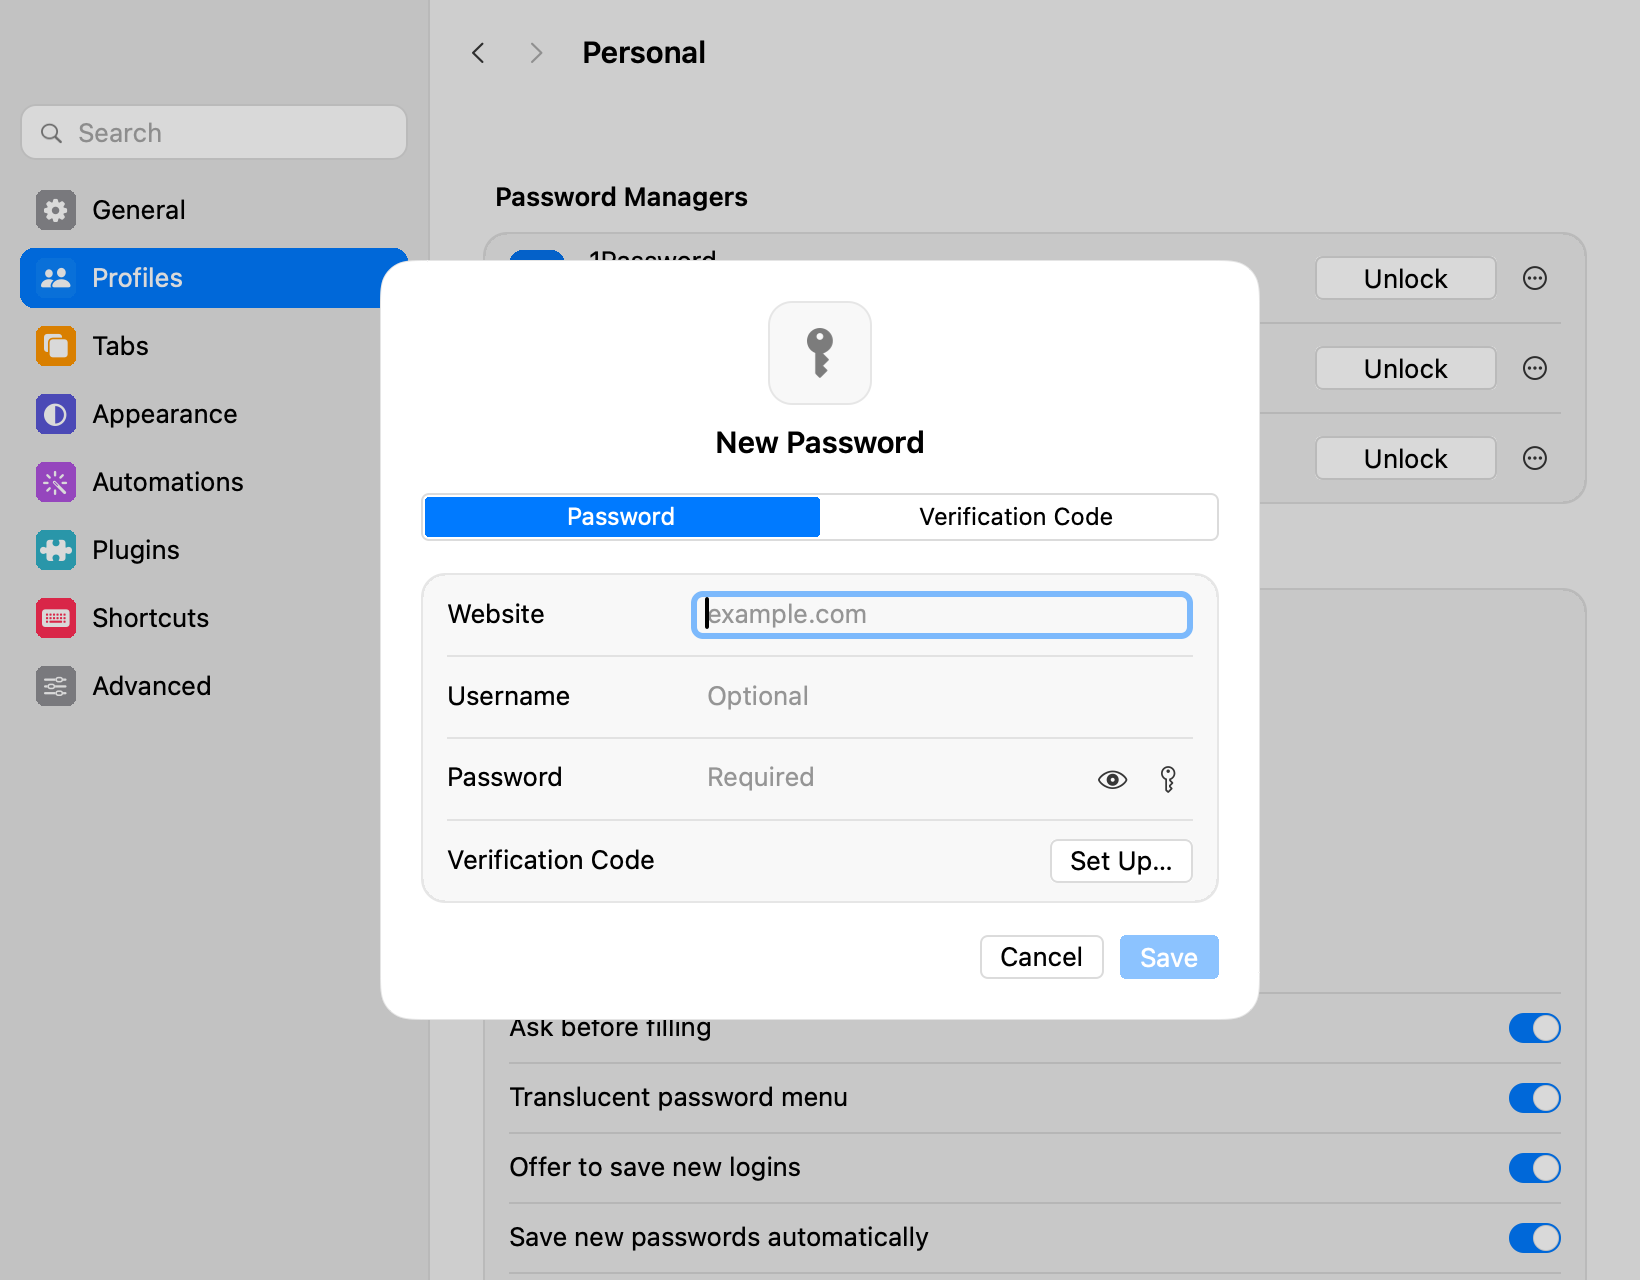 Personal
Search
General
Profiles
Tabs
Appearance
Automations
Plugins
Shortcuts
Advanced
Password Managers
1Password
Unlock
Unlock
Unlock
New Password
Password Verification Code
Website example.com
Username Optional
Password Required
Verification Code Set Up...
Cancel Save
Ask before filling
Translucent password menu
Offer to save new logins
Save new passwords automatically